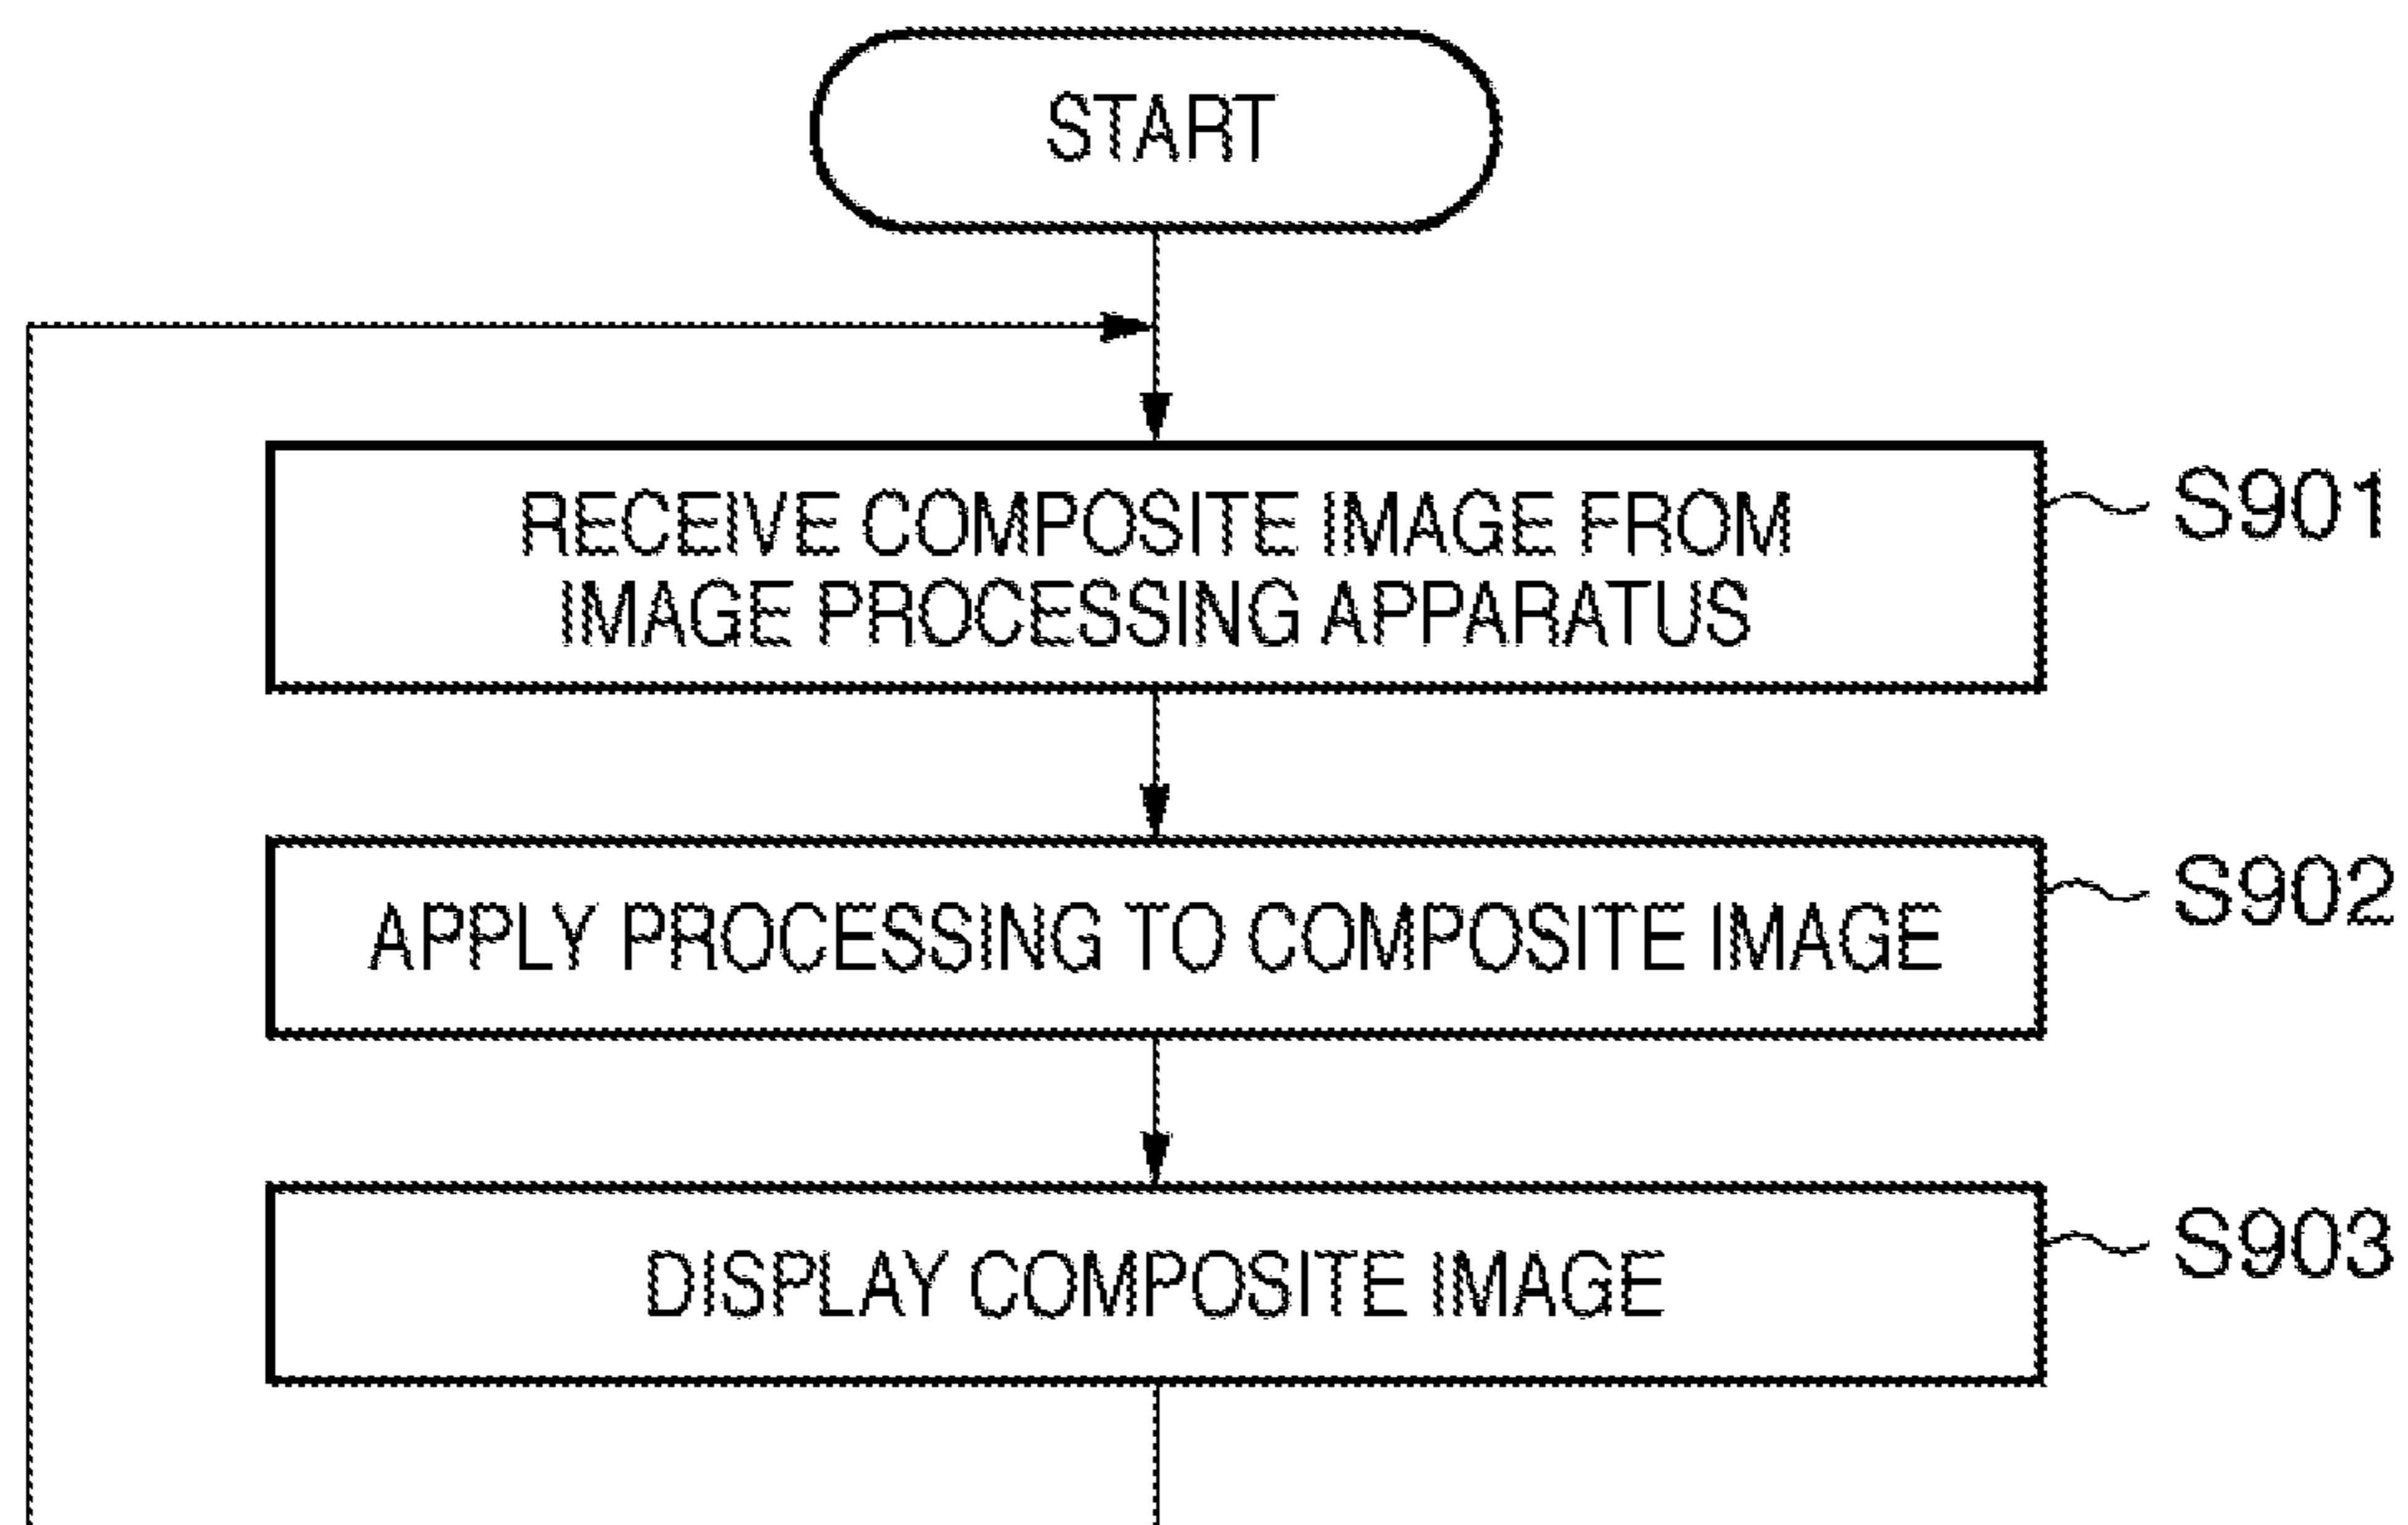 START
RECEIVE COMPOSITE IMAGE FROM
IMAGE PROCESSING APPARATUS
S901
APPLY PROCESSING TO COMPOSITE IMAGE
S902
DISPLAY COMPOSITE IMAGE
S903